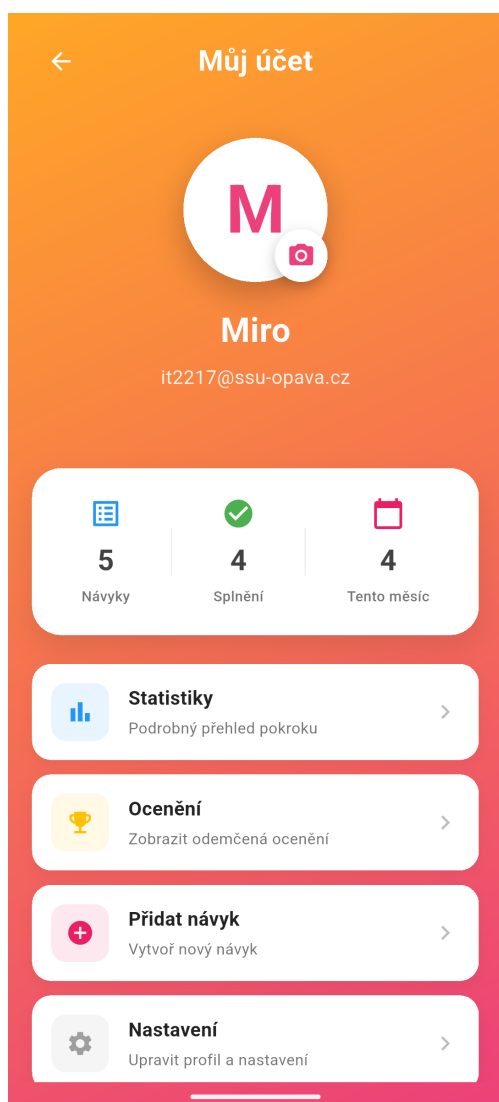 Můj účet
M
Miro
it2217@ssu-opava.cz
5 4 4
Návyky Splnění Tento měsíc
Statistiky
Podrobný přehled pokroku
Ocenění
Zobrazit odemčená ocenění
Přidat návyk
Vytvoř nový návyk
Nastavení
Upravit profil a nastavení